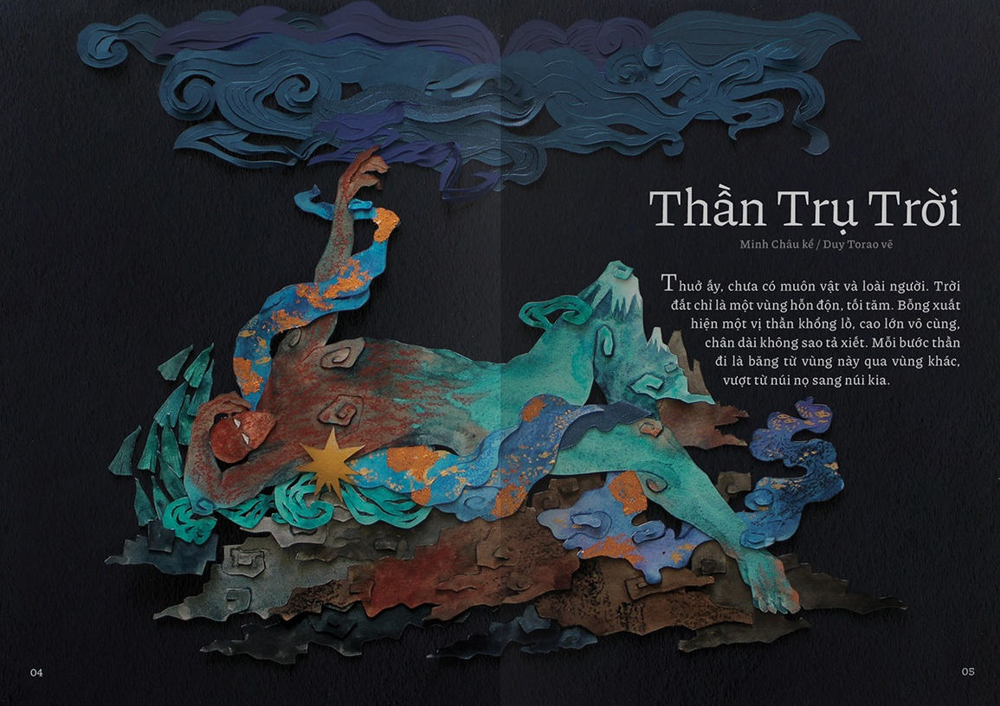 Thần Trụ Trời
Minh Châu kể / Duy Torao vẽ
Thuở ấy, chưa có muôn vật và loài người. Trời
đất chỉ là một vùng hỗn độn, tối tăm. Bỗng xuất
hiện một vị thần khổng lồ, cao lớn vô cùng,
chân dài không sao tả xiết. Mỗi bước thần
đi là băng từ vùng này qua vùng khác,
vượt từ núi nọ sang núi kia.
04
05